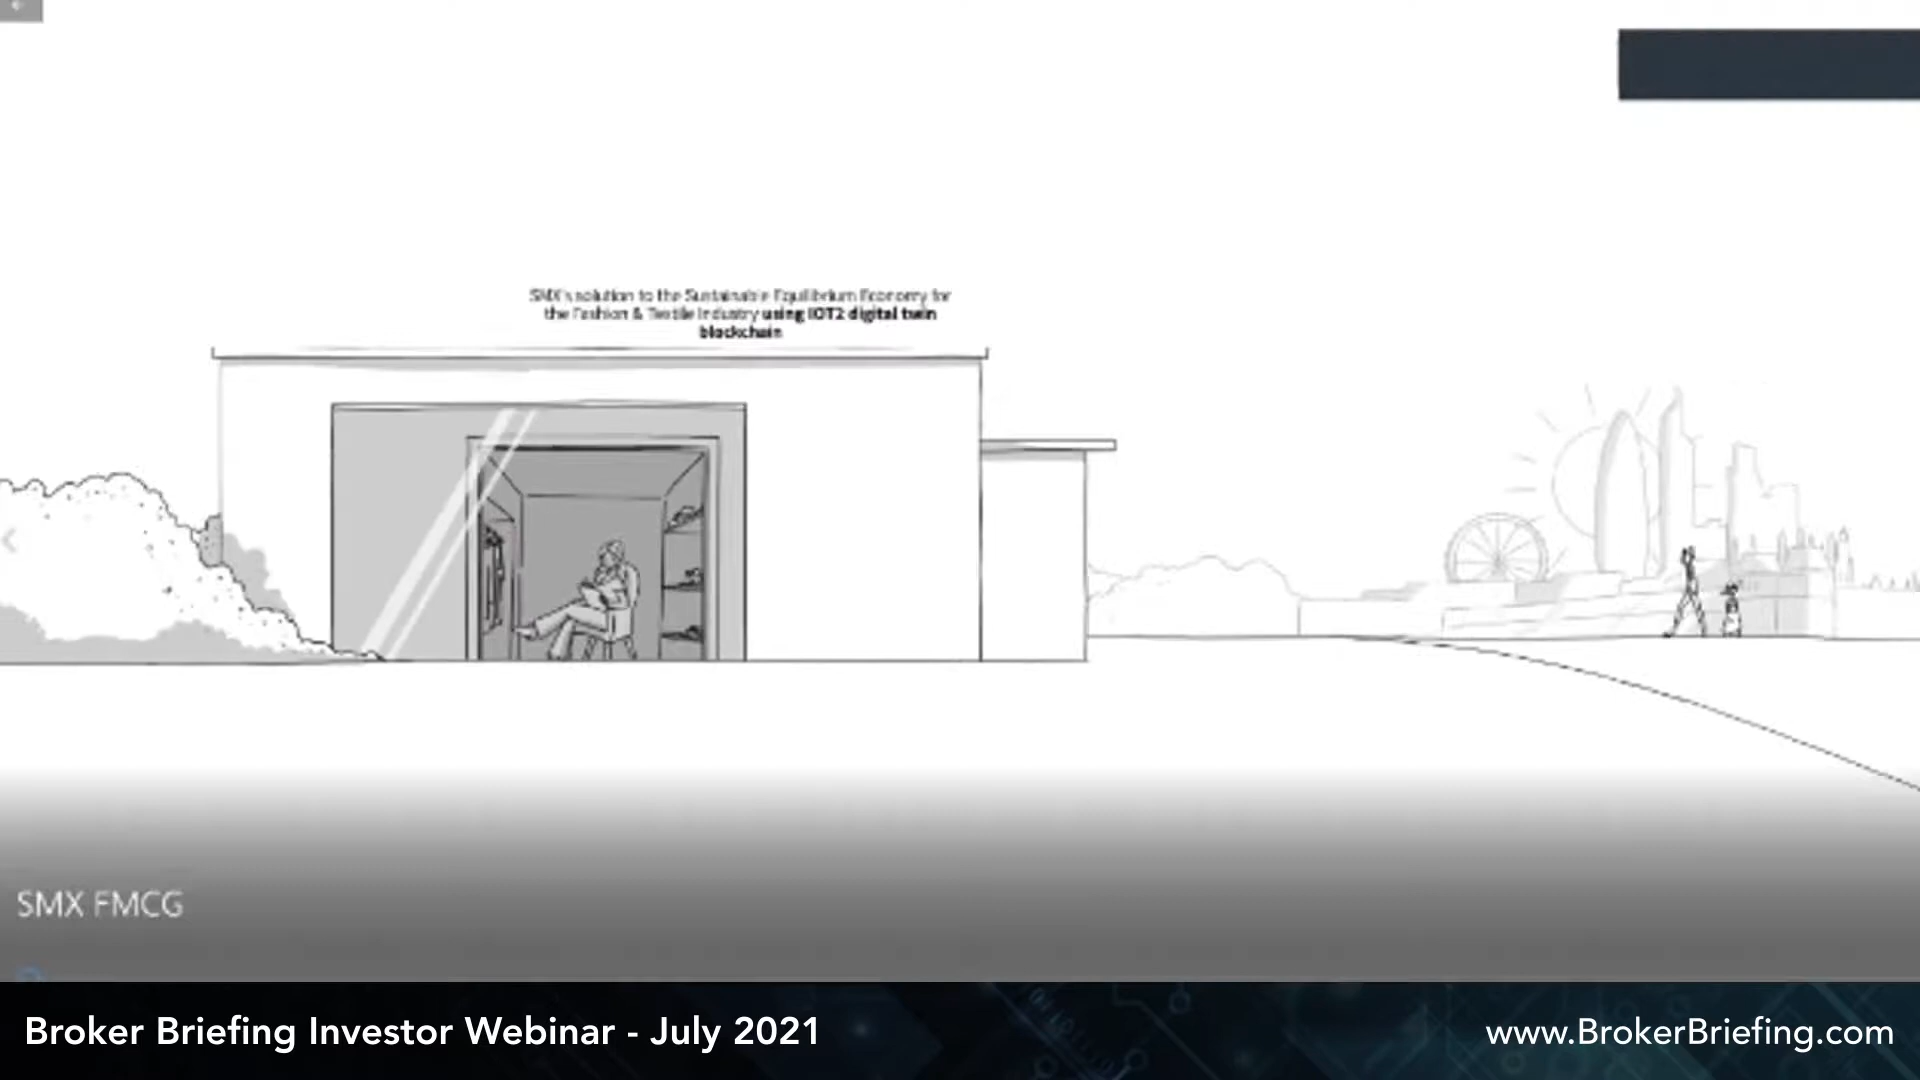 SMX's solution to the Sustainable Equilibrium Economy for
the Fashion & Textile Industry using IOT2 digital twin
blockchain
SMX FMCG
Broker Briefing Investor Webinar - July 2021
www.BrokerBriefing.com